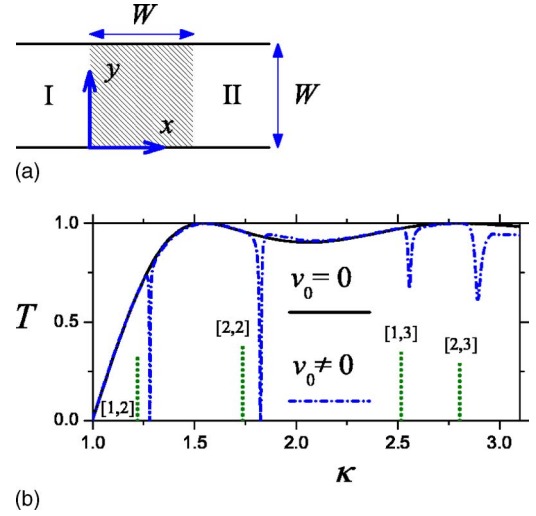 W
I
y
II
W
x
(a)
T
1.0
0.5
0.0
[1,2]
[2,2]
v₀ = 0
v₀ ≠ 0
[1,3]
[2,3]
1.0 1.5 2.0 2.5 3.0
κ
(b)